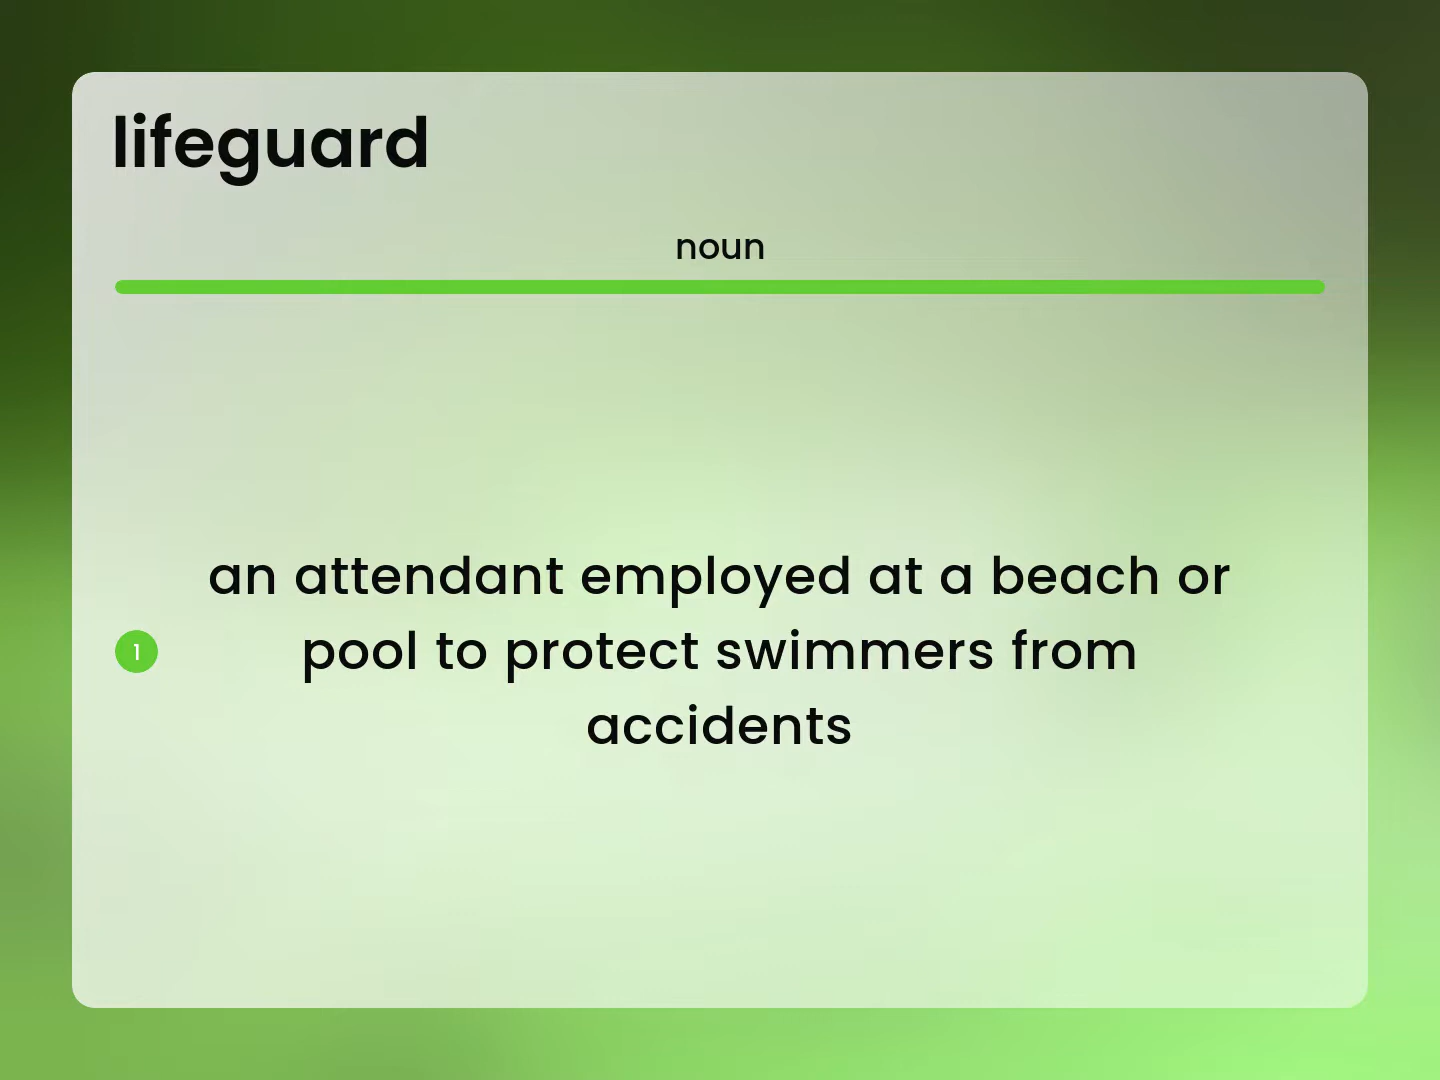 lifeguard
noun
an attendant employed at a beach or
1
pool to protect swimmers from
accidents